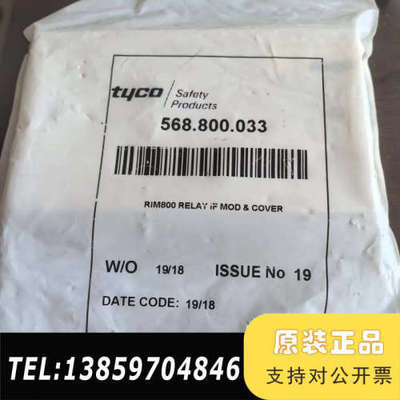 tyco Safety
Products
568.800.033
RIM800 RELAY IF MOD & COVER
W/O 19/18 ISSUE No 19
DATE CODE: 19/18
TEL:13859704846
原装正品
支持对公开票